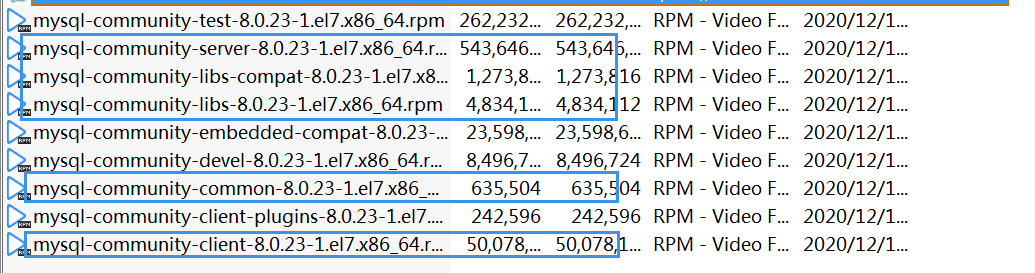 mysql-community-test-8.0.23-1.el7.x86_64.rpm 262,232... 262,232,... RPM - Video F... 2020/12/1...
mysql-community-server-8.0.23-1.el7.x86_64.r... 543,646... 543,646,... RPM - Video F... 2020/12/1...
mysql-community-libs-compat-8.0.23-1.el7.x8... 1,273,8... 1,273,816 RPM - Video F... 2020/12/1...
mysql-community-libs-8.0.23-1.el7.x86_64.rpm 4,834,1... 4,834,112 RPM - Video F... 2020/12/1...
mysql-community-embedded-compat-8.0.23-... 23,598,... 23,598,6... RPM - Video F... 2020/12/1...
mysql-community-devel-8.0.23-1.el7.x86_64.r... 8,496,7... 8,496,724 RPM - Video F... 2020/12/1...
mysql-community-common-8.0.23-1.el7.x86_... 635,504 635,504 RPM - Video F... 2020/12/1...
mysql-community-client-plugins-8.0.23-1.el7.... 242,596 242,596 RPM - Video F... 2020/12/1...
mysql-community-client-8.0.23-1.el7.x86_64.r... 50,078,... 50,078,1... RPM - Video F... 2020/12/1...